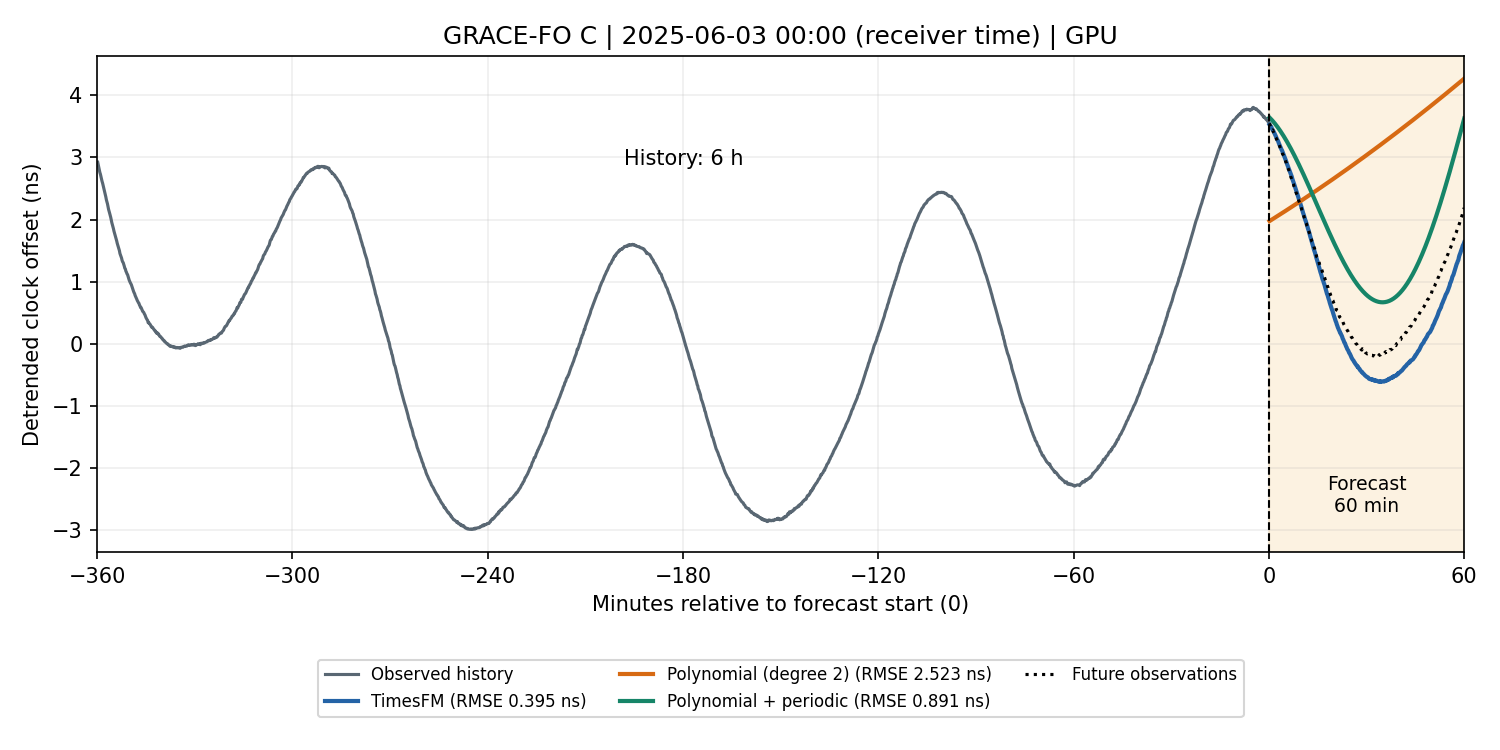 GRACE-FO C | 2025-06-03 00:00 (receiver time) | GPU
Detrended clock offset (ns)
4
3
2
1
0
−1
−2
−3
History: 6 h
Forecast
60 min
−360
−300
−240
−180
−120
−60
0
60
Minutes relative to forecast start (0)
Observed history
TimesFM (RMSE 0.395 ns)
Polynomial (degree 2) (RMSE 2.523 ns)
Polynomial + periodic (RMSE 0.891 ns)
Future observations